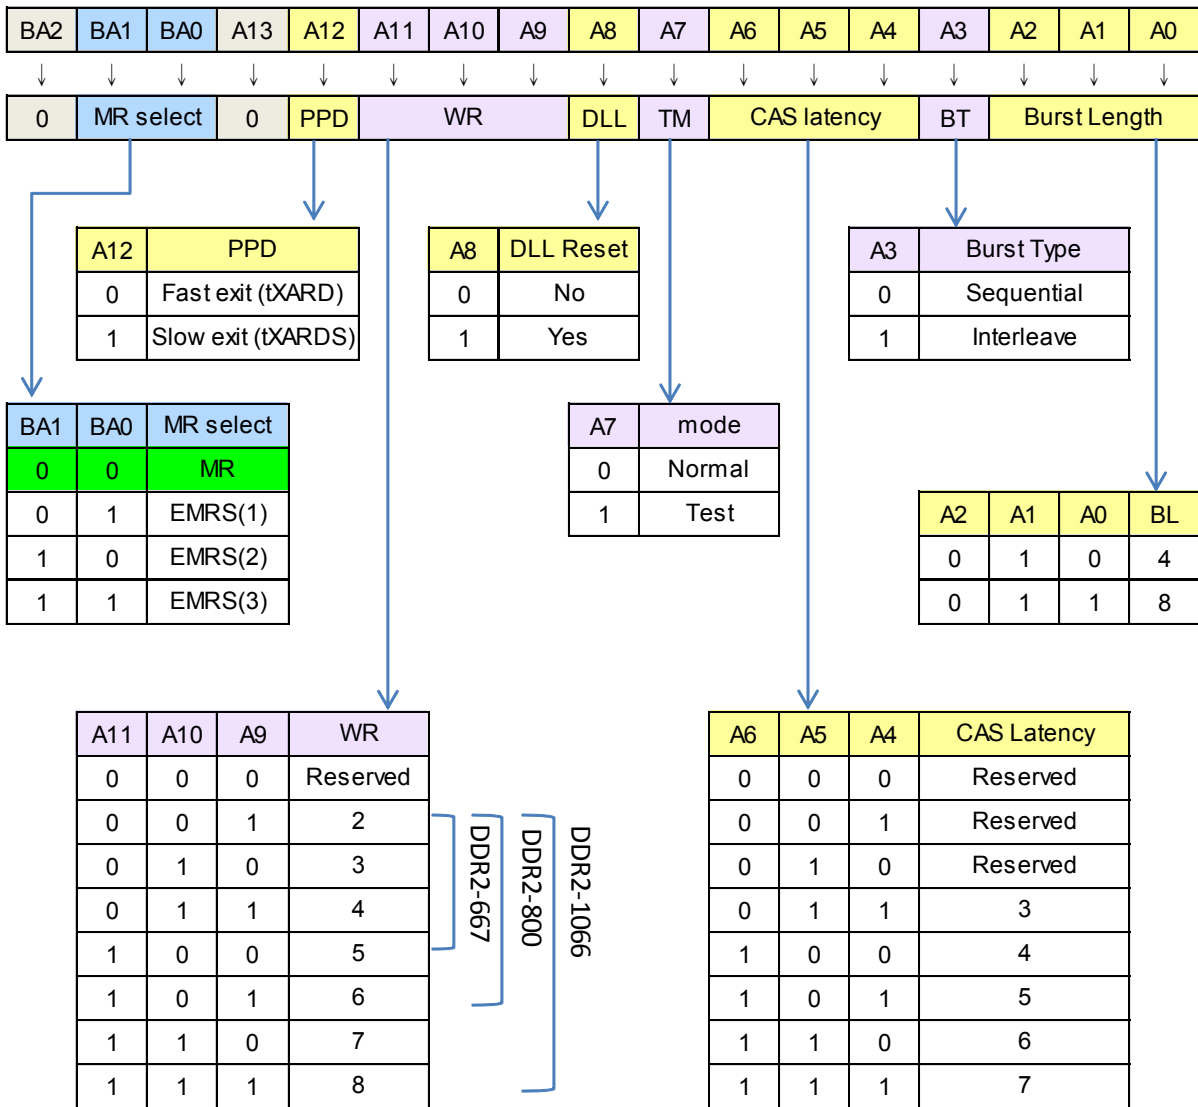 BA2 BA1 BA0 A13 A12 A11 A10 A9 A8 A7 A6 A5 A4 A3 A2 A1 A0
0 MR select 0 PPD WR DLL TM CAS latency BT Burst Length
A12 PPD
0 Fast exit (tXARD)
1 Slow exit (tXARDS)
A8 DLL Reset
0 No
1 Yes
A3 Burst Type
0 Sequential
1 Interleave
BA1 BA0 MR select
0 0 MR
0 1 EMRS(1)
1 0 EMRS(2)
1 1 EMRS(3)
A7 mode
0 Normal
1 Test
A2 A1 A0 BL
0 1 0 4
0 1 1 8
A11 A10 A9 WR
0 0 0 Reserved
0 0 1 2
0 1 0 3
0 1 1 4
1 0 0 5
1 0 1 6
1 1 0 7
1 1 1 8
DDR2-667
DDR2-800
DDR2-1066
A6 A5 A4 CAS Latency
0 0 0 Reserved
0 0 1 Reserved
0 1 0 Reserved
0 1 1 3
1 0 0 4
1 0 1 5
1 1 0 6
1 1 1 7